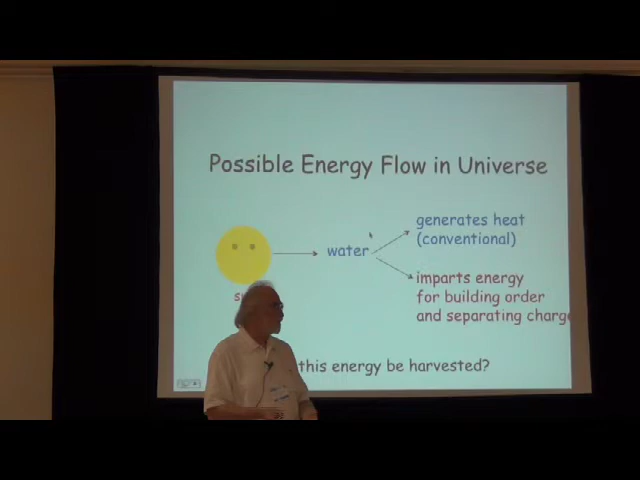 Possible Energy Flow in Universe
generates heat
(conventional)
water
imparts energy
for building order
and separating charge
this energy be harvested?